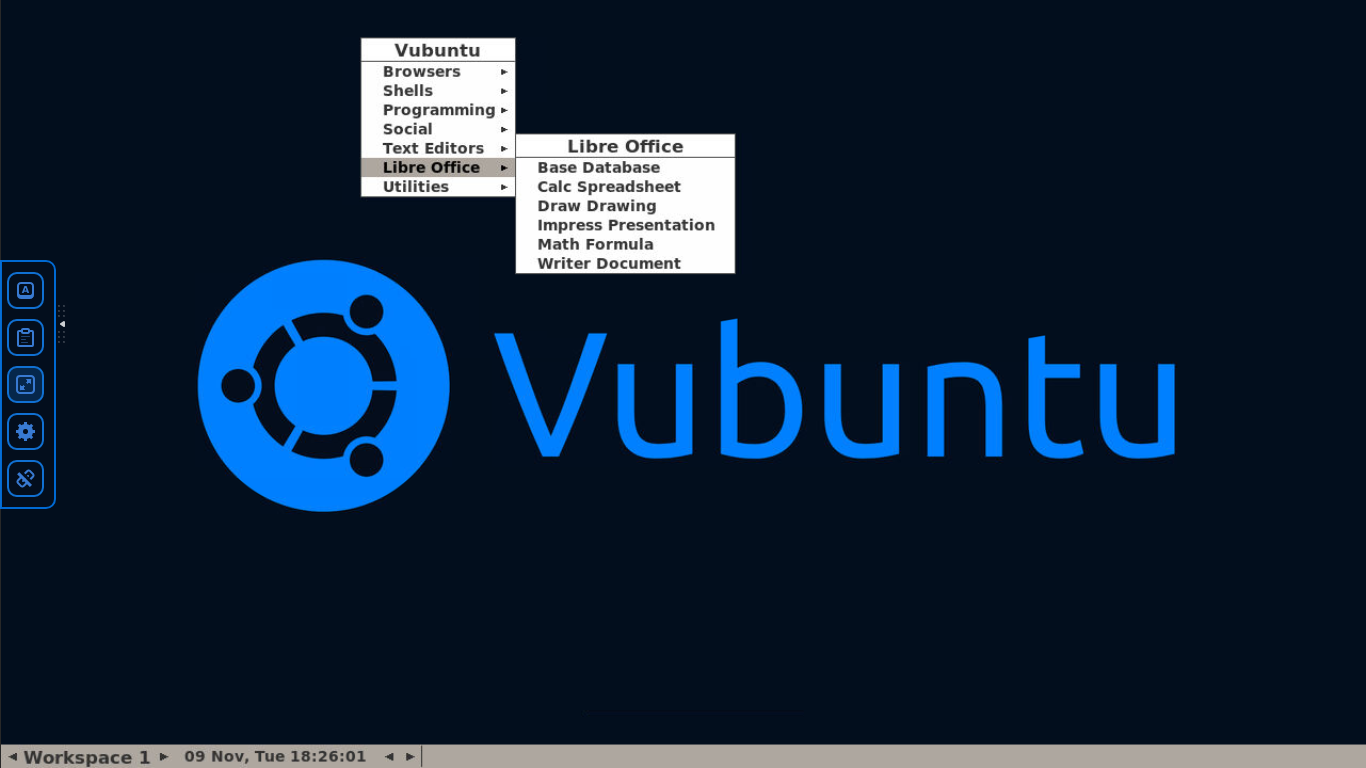 Vubuntu
Browsers
Shells
Programming
Social
Text Editors
Libre Office
Utilities
Libre Office
Base Database
Calc Spreadsheet
Draw Drawing
Impress Presentation
Math Formula
Writer Document
A
Vubuntu
Workspace 1
09 Nov, Tue 18:26:01